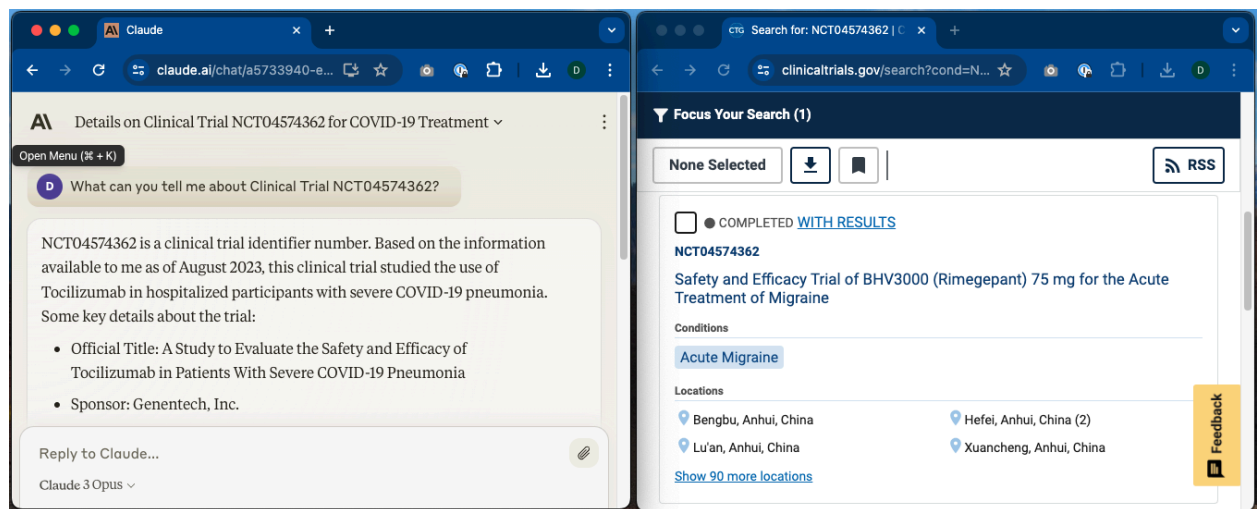 Claude
claude.ai/chat/a5733940-e...
D
Details on Clinical Trial NCT04574362 for COVID-19 Treatment
Open Menu (⌘ + K)
D
What can you tell me about Clinical Trial NCT04574362?
NCT04574362 is a clinical trial identifier number. Based on the information
available to me as of August 2023, this clinical trial studied the use of
Tocilizumab in hospitalized participants with severe COVID-19 pneumonia.
Some key details about the trial:
• Official Title: A Study to Evaluate the Safety and Efficacy of
Tocilizumab in Patients With Severe COVID-19 Pneumonia
• Sponsor: Genentech, Inc.
Reply to Claude...
Claude 3 Opus
CTG Search for: NCT04574362 | C
clinicaltrials.gov/search?cond=N...
D
Focus Your Search (1)
None Selected
RSS
COMPLETED WITH RESULTS
NCT04574362
Safety and Efficacy Trial of BHV3000 (Rimegepant) 75 mg for the Acute
Treatment of Migraine
Conditions
Acute Migraine
Locations
Bengbu, Anhui, China
Hefei, Anhui, China (2)
Lu'an, Anhui, China
Xuancheng, Anhui, China
Show 90 more locations
Feedback